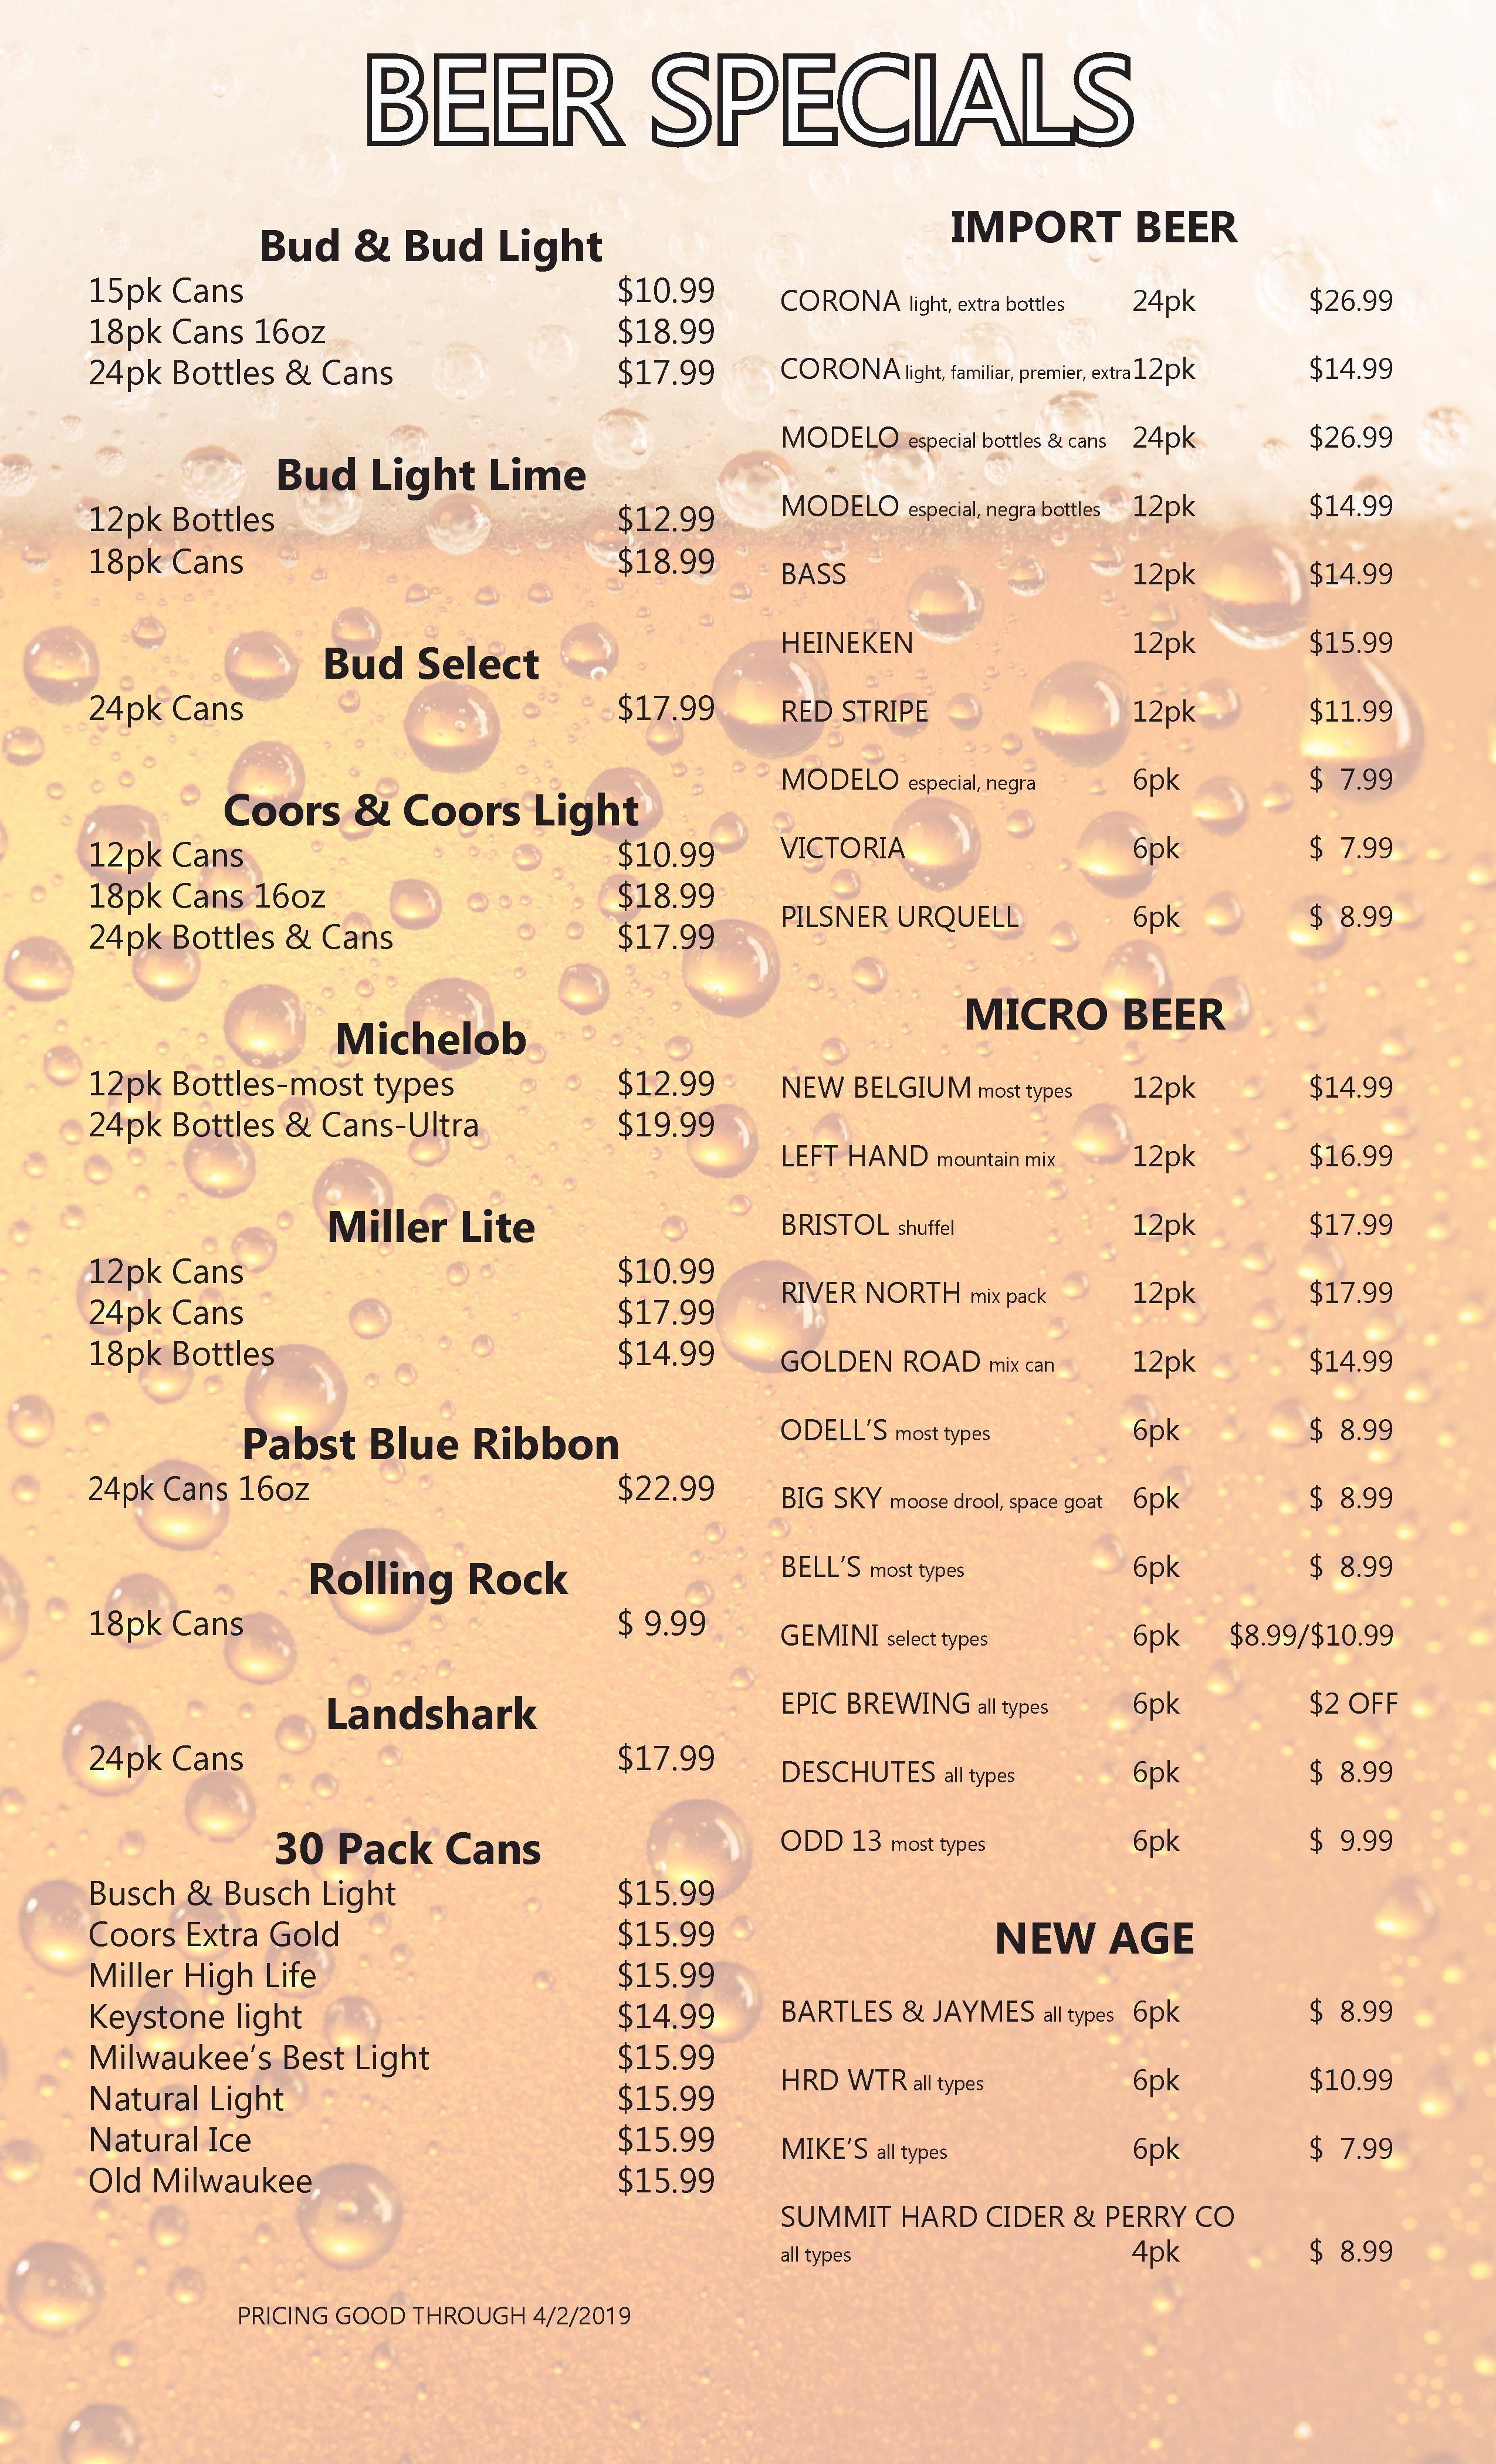 BEER SPECIALS
Bud & Bud Light
15pk Cans $10.99
18pk Cans 16oz $18.99
24pk Bottles & Cans $17.99
Bud Light Lime
12pk Bottles $12.99
18pk Cans $18.99
Bud Select
24pk Cans $17.99
Coors & Coors Light
12pk Cans $10.99
18pk Cans 16oz $18.99
24pk Bottles & Cans $17.99
Michelob
12pk Bottles-most types $12.99
24pk Bottles & Cans-Ultra $19.99
Miller Lite
12pk Cans $10.99
24pk Cans $17.99
18pk Bottles $14.99
Pabst Blue Ribbon
24pk Cans 16oz $22.99
Rolling Rock
18pk Cans $ 9.99
Landshark
24pk Cans $17.99
30 Pack Cans
Busch & Busch Light $15.99
Coors Extra Gold $15.99
Miller High Life $15.99
Keystone light $14.99
Milwaukee's Best Light $15.99
Natural Light $15.99
Natural Ice $15.99
Old Milwaukee $15.99
PRICING GOOD THROUGH 4/2/2019
IMPORT BEER
CORONA light, extra bottles 24pk $26.99
CORONA light, familiar, premier, extra 12pk $14.99
MODELO especial bottles & cans 24pk $26.99
MODELO especial, negra bottles 12pk $14.99
BASS 12pk $14.99
HEINEKEN 12pk $15.99
RED STRIPE 12pk $11.99
MODELO especial, negra 6pk $ 7.99
VICTORIA 6pk $ 7.99
PILSNER URQUELL 6pk $ 8.99
MICRO BEER
NEW BELGIUM most types 12pk $14.99
LEFT HAND mountain mix 12pk $16.99
BRISTOL shuffel 12pk $17.99
RIVER NORTH mix pack 12pk $17.99
GOLDEN ROAD mix can 12pk $14.99
ODELL'S most types 6pk $ 8.99
BIG SKY moose drool, space goat 6pk $ 8.99
BELL'S most types 6pk $ 8.99
GEMINI select types 6pk $8.99/$10.99
EPIC BREWING all types 6pk $2 OFF
DESCHUTES all types 6pk $ 8.99
ODD 13 most types 6pk $ 9.99
NEW AGE
BARTLES & JAYMES all types 6pk $ 8.99
HRD WTR all types 6pk $10.99
MIKE'S all types 6pk $ 7.99
SUMMIT HARD CIDER & PERRY CO
all types 4pk $ 8.99